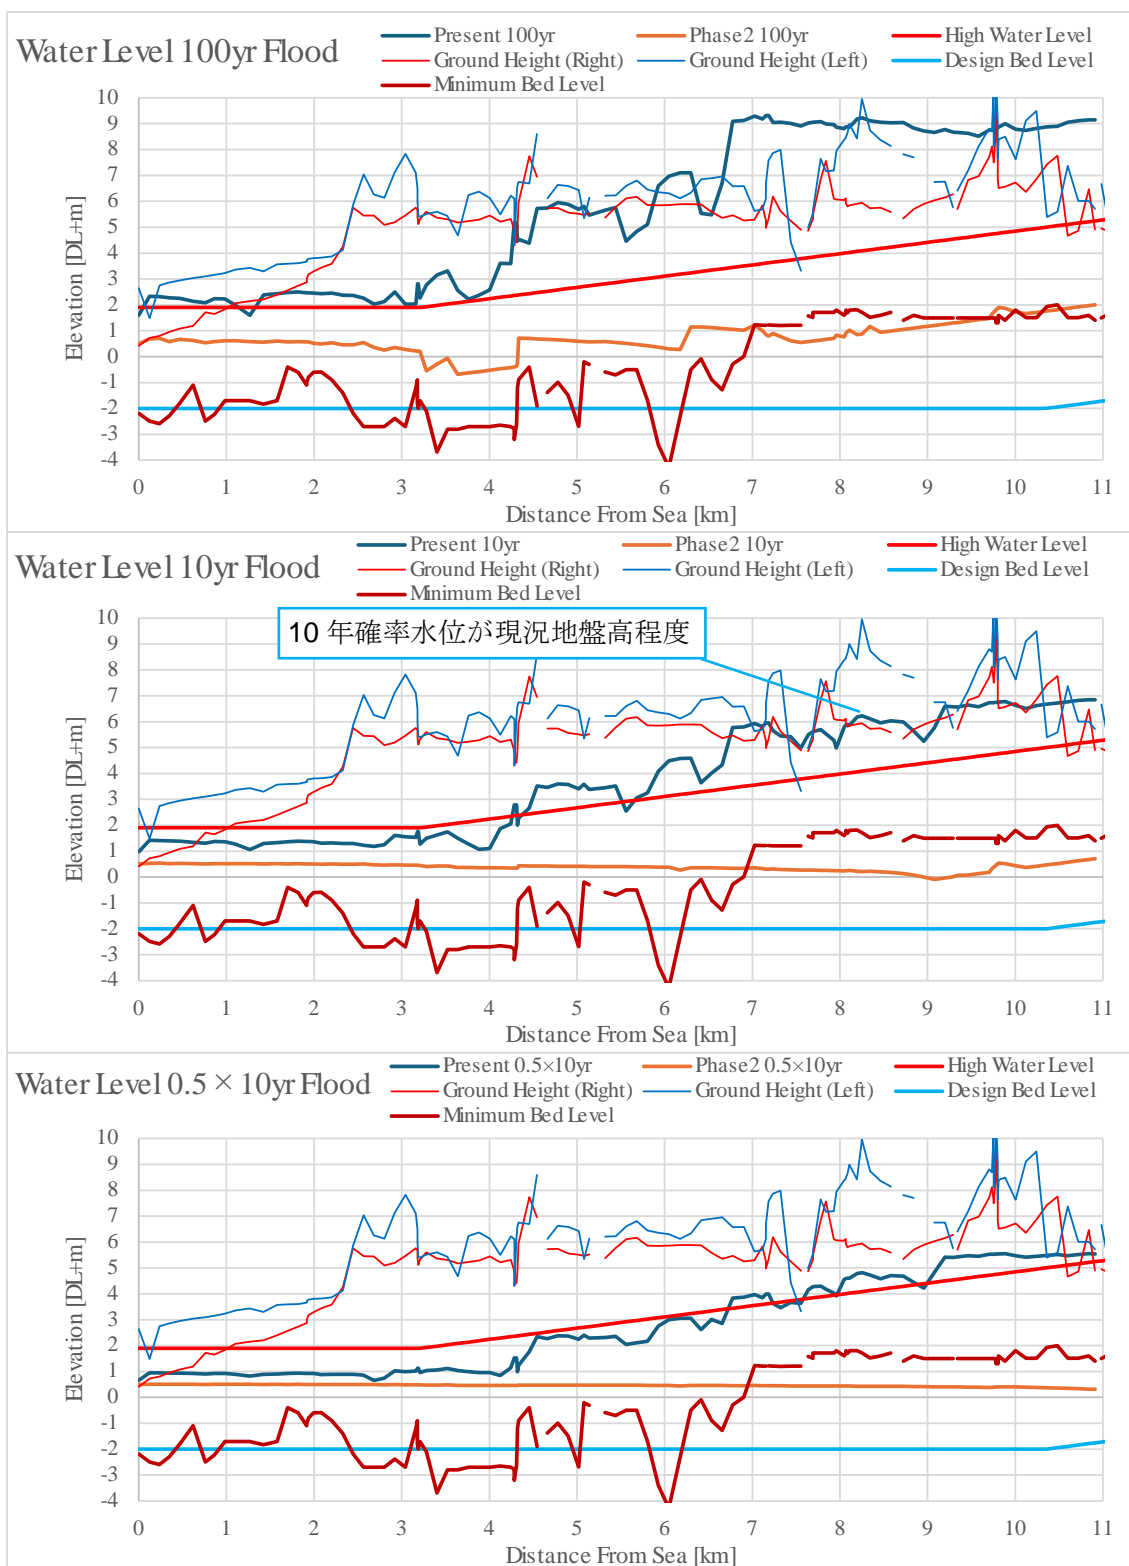 Water Level 100yr Flood
Present 100yr Phase2 100yr High Water Level
Ground Height (Right) Ground Height (Left) Design Bed Level
Minimum Bed Level
10
9
8
7
6
5
4
3
2
1
0
-1
-2
-3
-4
Elevation [DL+m]
0 1 2 3 4 5 6 7 8 9 10 11
Distance From Sea [km]
Water Level 10yr Flood
Present 10yr Phase2 10yr High Water Level
Ground Height (Right) Ground Height (Left) Design Bed Level
Minimum Bed Level
10年確率水位が現況地盤高程度
10
9
8
7
6
5
4
3
2
1
0
-1
-2
-3
-4
Elevation [DL+m]
0 1 2 3 4 5 6 7 8 9 10 11
Distance From Sea [km]
Water Level 0.5×10yr Flood
Present 0.5×10yr Phase2 0.5×10yr High Water Level
Ground Height (Right) Ground Height (Left) Design Bed Level
Minimum Bed Level
10
9
8
7
6
5
4
3
2
1
0
-1
-2
-3
-4
Elevation [DL+m]
0 1 2 3 4 5 6 7 8 9 10 11
Distance From Sea [km]